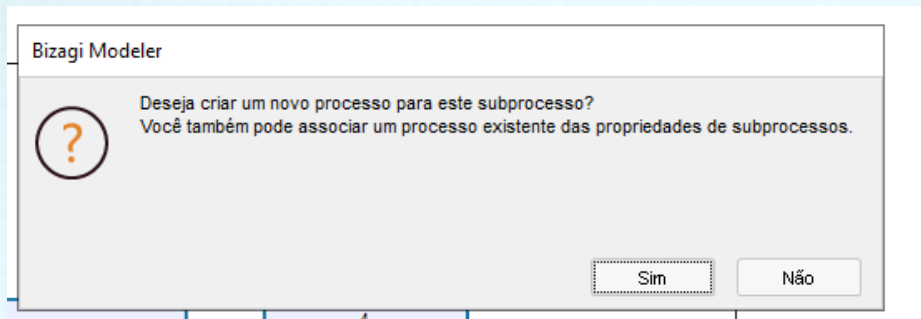 Bizagi Modeler
Deseja criar um novo processo para este subprocesso?
Você também pode associar um processo existente das propriedades de subprocessos.
Sim
Não